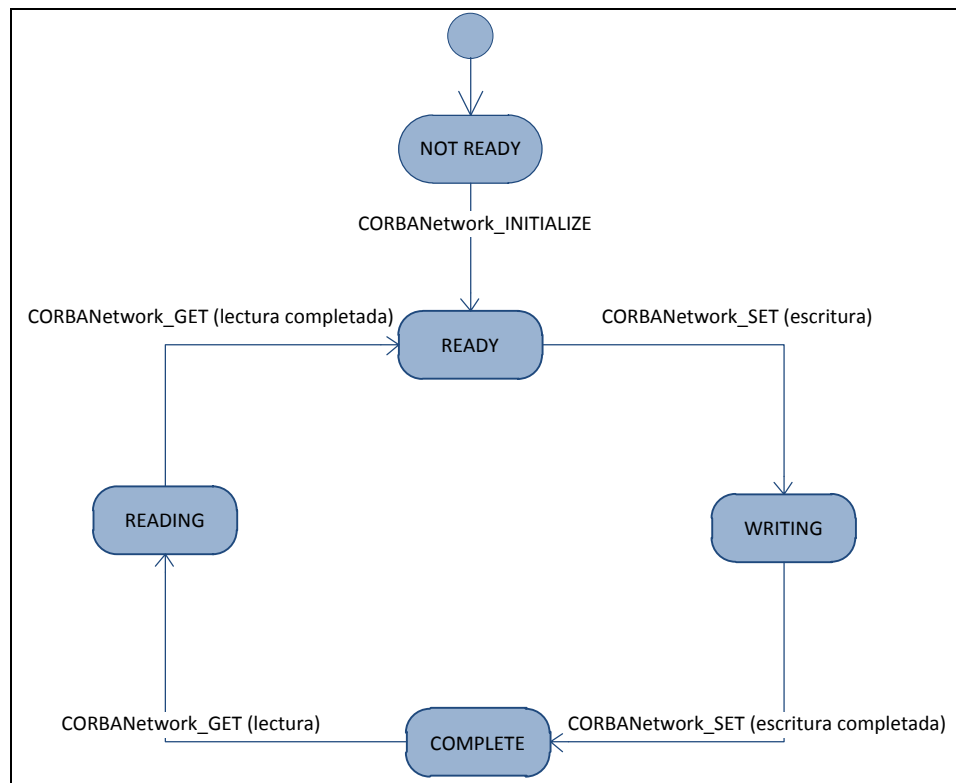 NOT READY
CORBANetwork_INITIALIZE
CORBANetwork_GET (lectura completada)
CORBANetwork_SET (escritura)
READY
READING
WRITING
CORBANetwork_GET (lectura)
CORBANetwork_SET (escritura completada)
COMPLETE